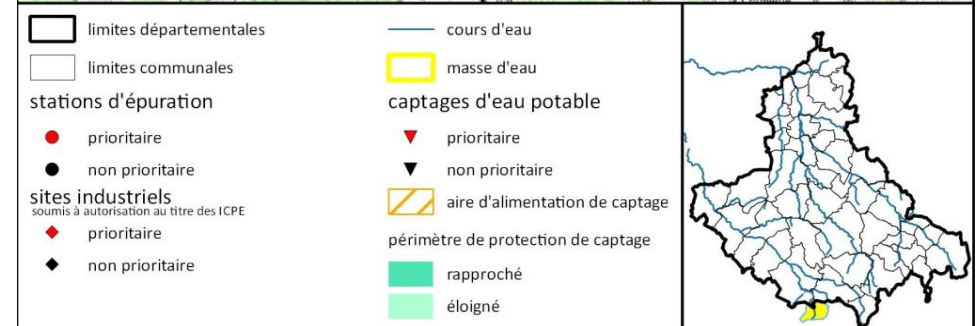 limites départementales
limites communales
stations d'épuration
prioritaire
non prioritaire
sites industriels
soumis à autorisation au titre des ICPE
prioritaire
non prioritaire
cours d'eau
masse d'eau
captages d'eau potable
prioritaire
non prioritaire
aire d'alimentation de captage
périmètre de protection de captage
rapproché
éloigné